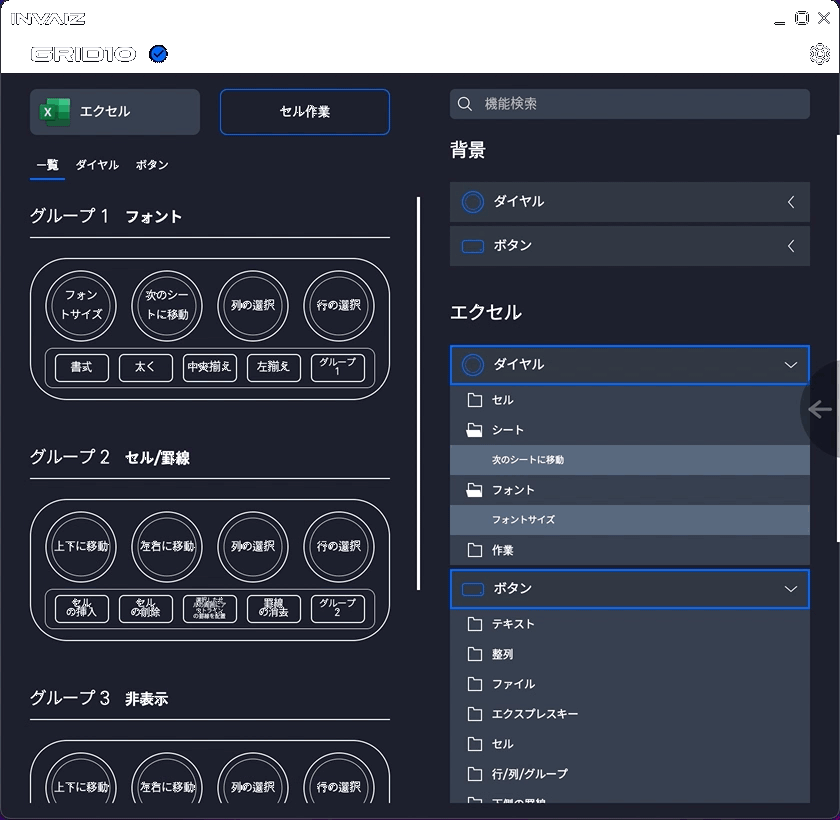 INVAIZ
GRID10
エクセル
セル作業
一覧 ダイヤル ボタン
グループ 1 フォント
フォン
トサイズ
次のシー
トに移動
列の選択
行の選択
書式
太く
中央揃え
左揃え
グループ
1
グループ 2 セル/罫線
上下に移動
左右に移動
列の選択
行の選択
セル
の挿入
セル
の削除
罫線
の消去
グループ
2
グループ 3 非表示
上下に移動
左右に移動
列の選択
行の選択
機能検索
背景
ダイヤル
ボタン
エクセル
ダイヤル
セル
シート
次のシートに移動
フォント
フォントサイズ
作業
ボタン
テキスト
整列
ファイル
エクスプレスキー
セル
行/列/グループ